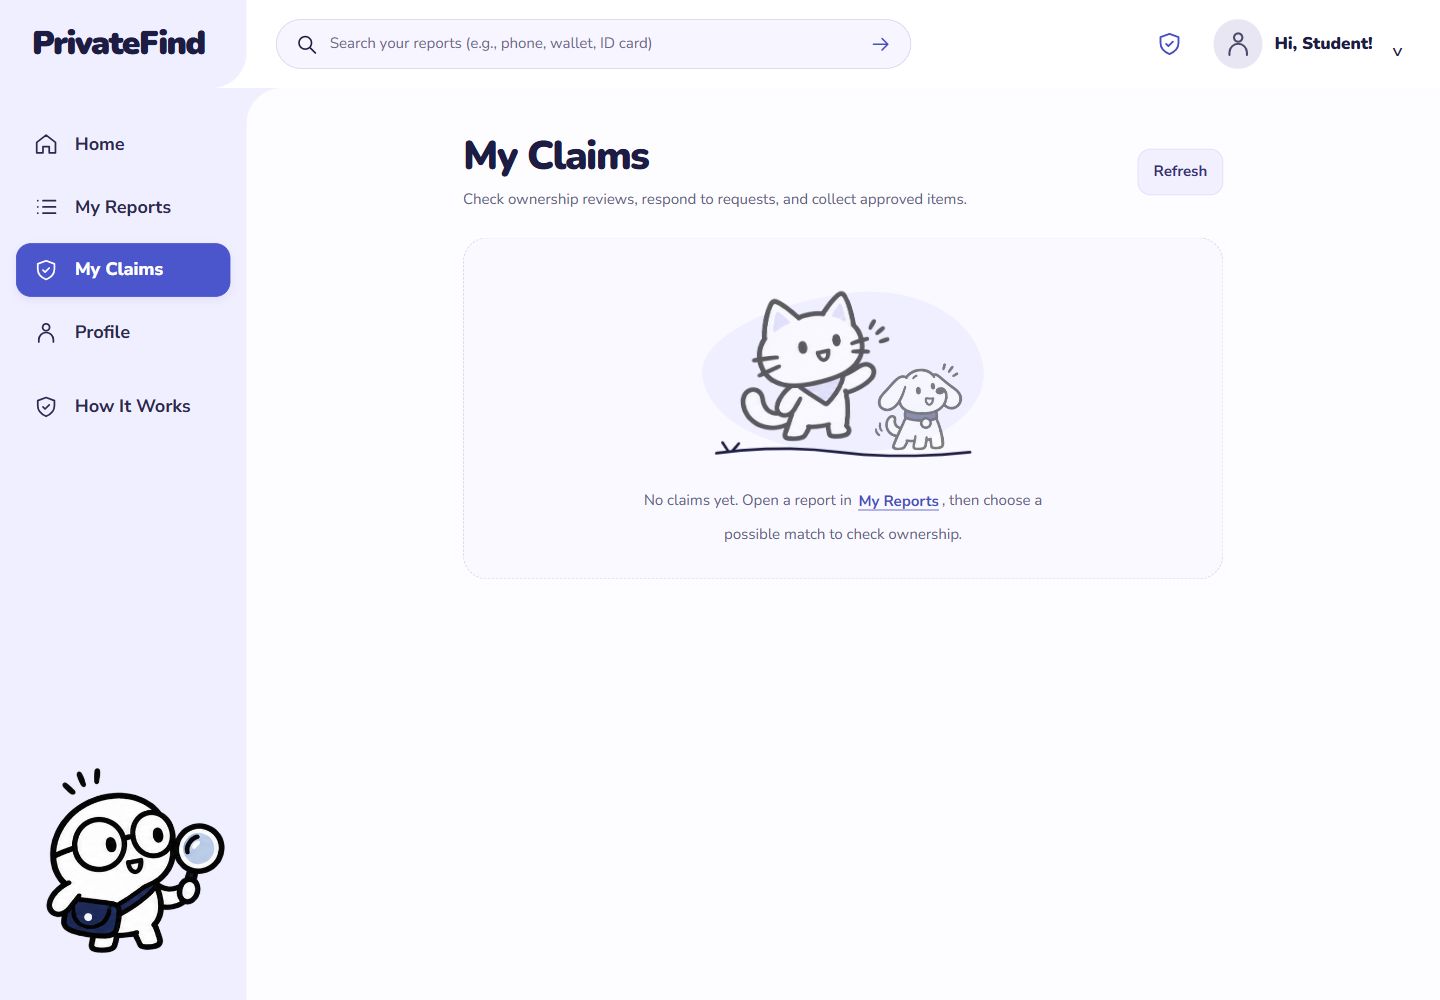 PrivateFind
Search your reports (e.g., phone, wallet, ID card)
Hi, Student!
Home
My Reports
My Claims
Profile
How It Works
My Claims
Check ownership reviews, respond to requests, and collect approved items.
Refresh
No claims yet. Open a report in My Reports , then choose a
possible match to check ownership.